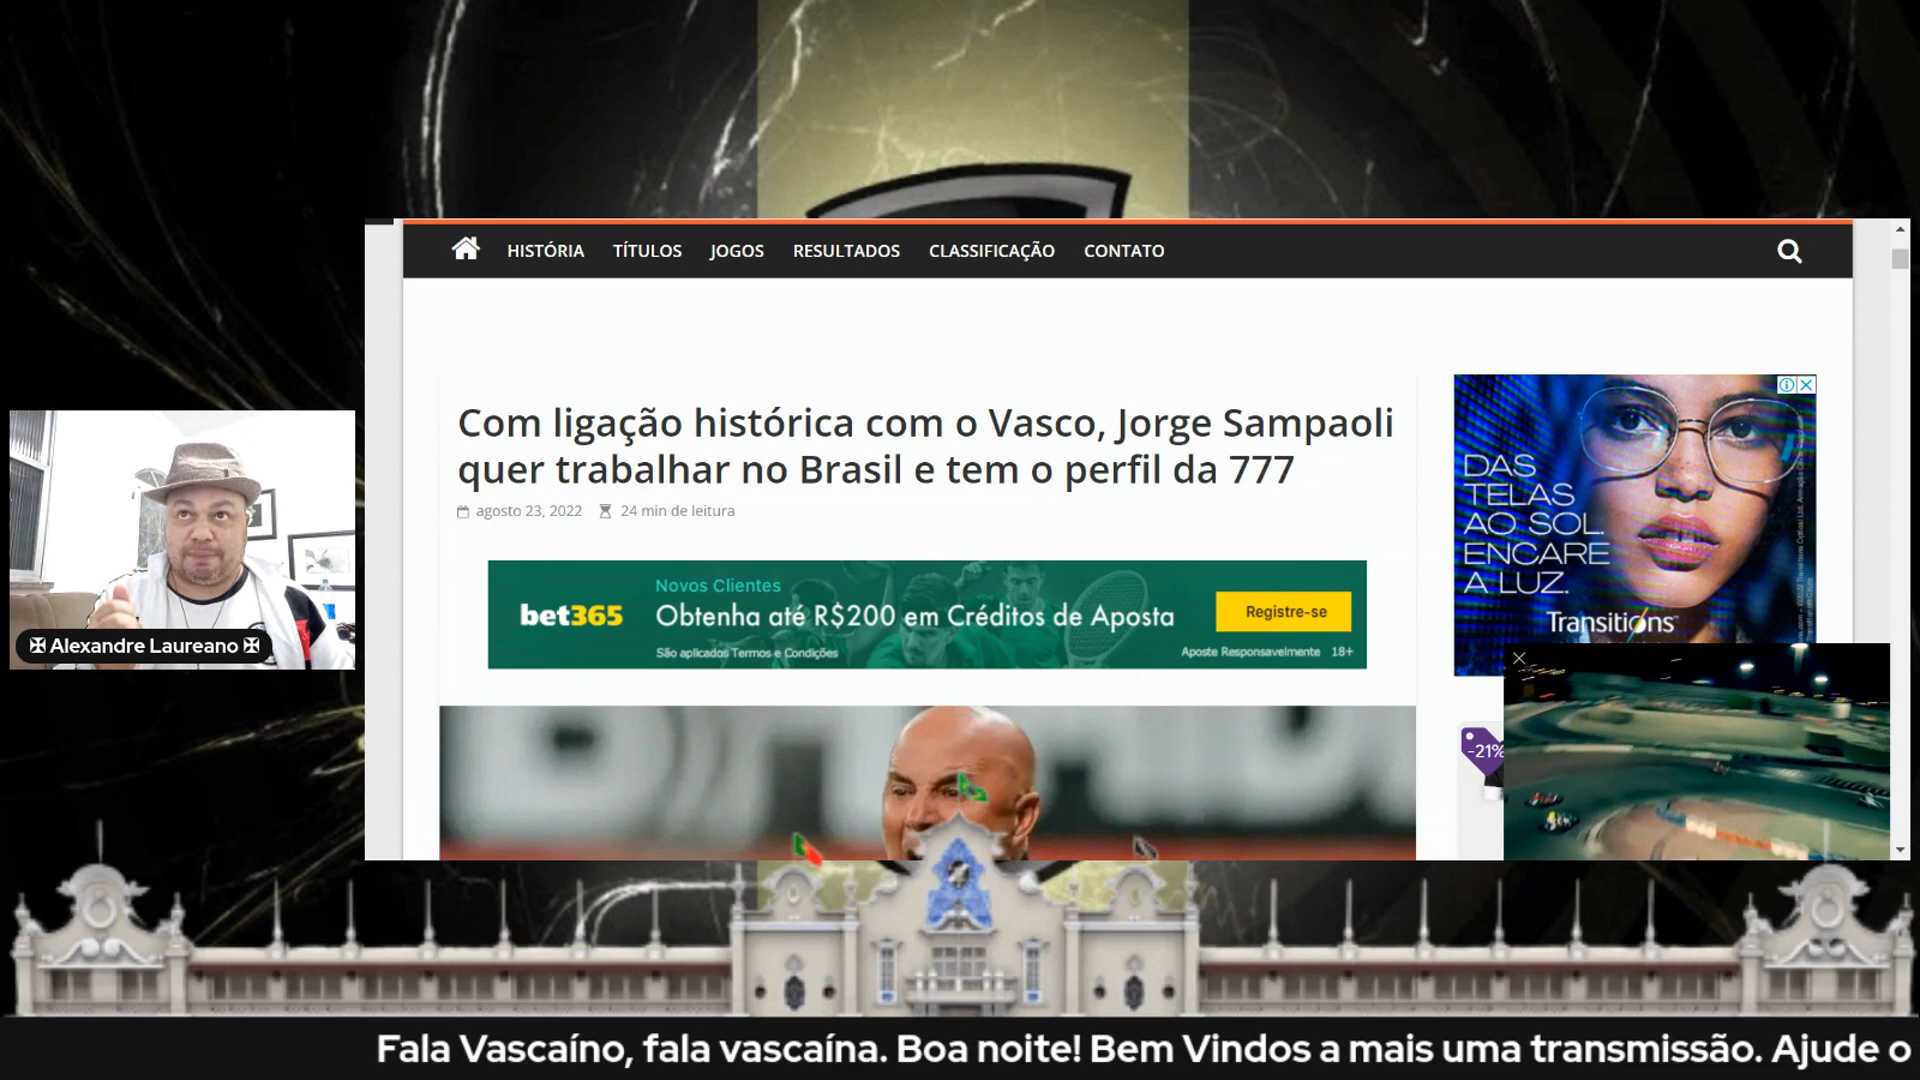 HISTÓRIA TÍTULOS JOGOS RESULTADOS CLASSIFICAÇÃO CONTATO
Com ligação histórica com o Vasco, Jorge Sampaoli
quer trabalhar no Brasil e tem o perfil da 777
agosto 23, 2022 24 min de leitura
bet365
Novos Clientes
Obtenha até R$200 em Créditos de Aposta
Registre-se
São aplicados Termos e Condições
Aposte Responsavelmente 18+
DAS
TELAS
AO SOL.
ENCARE
A LUZ.
Transitions
-21%
✠ Alexandre Laureano ✠
Fala Vascaíno, fala vascaína. Boa noite! Bem Vindos a mais uma transmissão. Ajude o